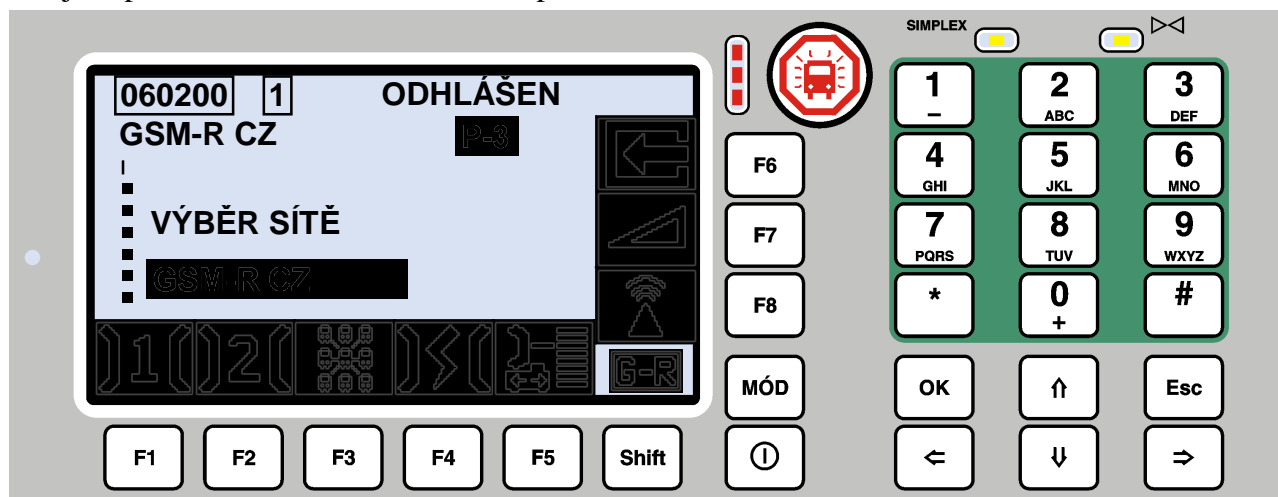 SIMPLEX
060200 1 ODHLÁŠEN
GSM-R CZ P-3
VÝBĚR SÍTĚ
GSM-R CZ
1 2 G-R
F6
F7
F8
MÓD
F1 F2 F3 F4 F5 Shift
1 2 3
– ABC DEF
4 5 6
GHI JKL MNO
7 8 9
PQRS TUV WXYZ
* 0 #
+
OK ⇑ Esc
⇐ ⇓ ⇒